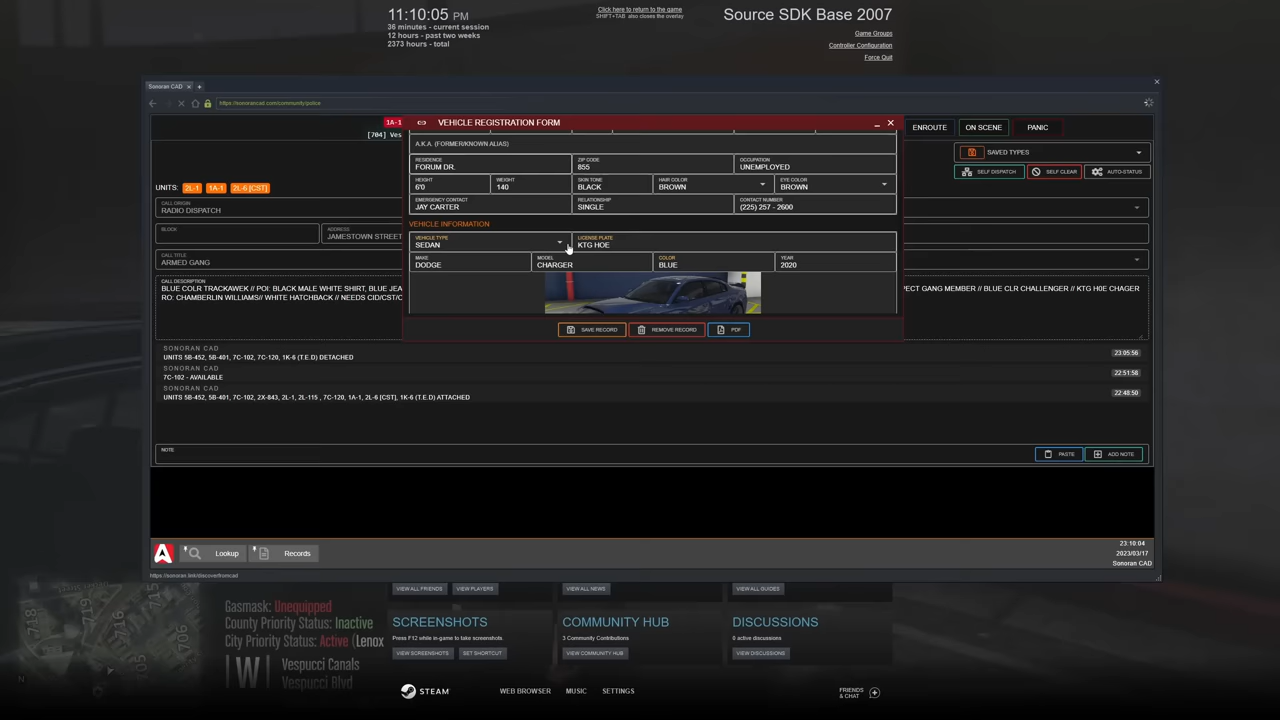 11:10:05 PM
36 minutes - current session
12 hours - past two weeks
2373 hours - total
Click here to return to the game
SHIFT+TAB also closes the overlay
Source SDK Base 2007
Game Groups
Controller Configuration
Force Quit
Sonoran CAD
https://sonorancad.com/community/police
1A-1
VEHICLE REGISTRATION FORM
ENROUTE
ON SCENE
PANIC
[704] Ves
A.K.A. (FORMER/KNOWN ALIAS)
SAVED TYPES
RESIDENCE
FORUM DR.
ZIP CODE
855
OCCUPATION
UNEMPLOYED
SELF DISPATCH
SELF CLEAR
AUTO-STATUS
UNITS: 2L-1 1A-1 2L-6 [CST]
HEIGHT
6'0
WEIGHT
140
SKIN TONE
BLACK
HAIR COLOR
BROWN
EYE COLOR
BROWN
CALL ORIGIN
RADIO DISPATCH
EMERGENCY CONTACT
JAY CARTER
RELATIONSHIP
SINGLE
CONTACT NUMBER
(225) 257 - 2600
BLOCK
ADDRESS
JAMESTOWN STREET
VEHICLE INFORMATION
VEHICLE TYPE
SEDAN
LICENSE PLATE
KTG HOE
CALL TITLE
ARMED GANG
MAKE
DODGE
MODEL
CHARGER
COLOR
BLUE
YEAR
2020
CALL DESCRIPTION
BLUE COLR TRACKAWEK // POI: BLACK MALE WHITE SHIRT, BLUE JEA
PECT GANG MEMBER // BLUE CLR CHALLENGER // KTG H0E CHARGER
RO: CHAMBERLIN WILLIAMS// WHITE HATCHBACK // NEEDS CID/CST/C
SAVE RECORD
REMOVE RECORD
PDF
SONORAN CAD
UNITS 5B-452, 5B-401, 7C-102, 7C-120, 1K-6 (T.E.D) DETACHED
23:05:56
SONORAN CAD
7C-102 - AVAILABLE
22:51:58
SONORAN CAD
UNITS 5B-452, 5B-401, 7C-102, 2X-843, 2L-1, 2L-115 , 7C-120, 1A-1, 2L-6 [CST], 1K-6 (T.E.D) ATTACHED
22:48:50
NOTE
PASTE
ADD NOTE
Lookup
Records
23:10:04
2023/03/17
Sonoran CAD
https://sonoran.link/discoverfromcad
VIEW ALL FRIENDS
VIEW PLAYERS
VIEW ALL NEWS
VIEW ALL GUIDES
Gasmask: Unequipped
County Priority Status: Inactive
City Priority Status: Active (Lenox
W
Vespucci Canals
Vespucci Blvd
SCREENSHOTS
Press F12 while in-game to take screenshots.
VIEW SCREENSHOTS
SET SHORTCUT
COMMUNITY HUB
3 Community Contributions
VIEW COMMUNITY HUB
DISCUSSIONS
0 active discussions
VIEW DISCUSSIONS
718
719
715
715
706
N
STEAM
WEB BROWSER
MUSIC
SETTINGS
FRIENDS
& CHAT